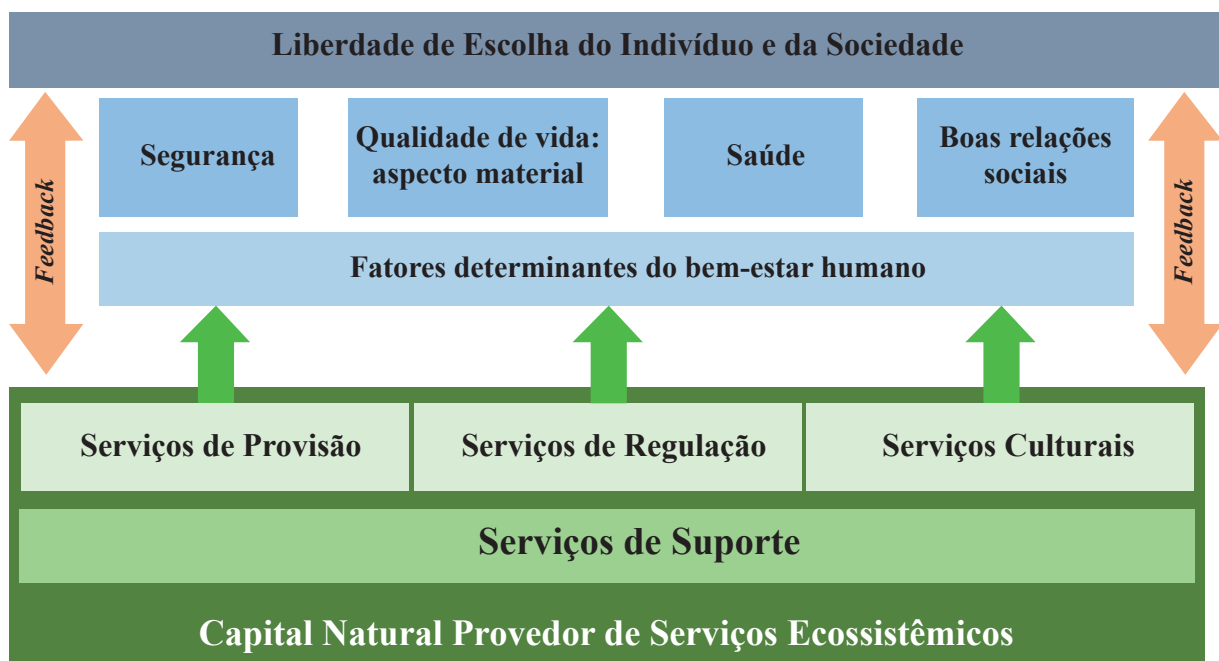 Liberdade de Escolha do Indivíduo e da Sociedade
Feedback
Segurança
Qualidade de vida:
aspecto material
Saúde
Boas relações
sociais
Feedback
Fatores determinantes do bem-estar humano
Serviços de Provisão
Serviços de Regulação
Serviços Culturais
Serviços de Suporte
Capital Natural Provedor de Serviços Ecossistêmicos